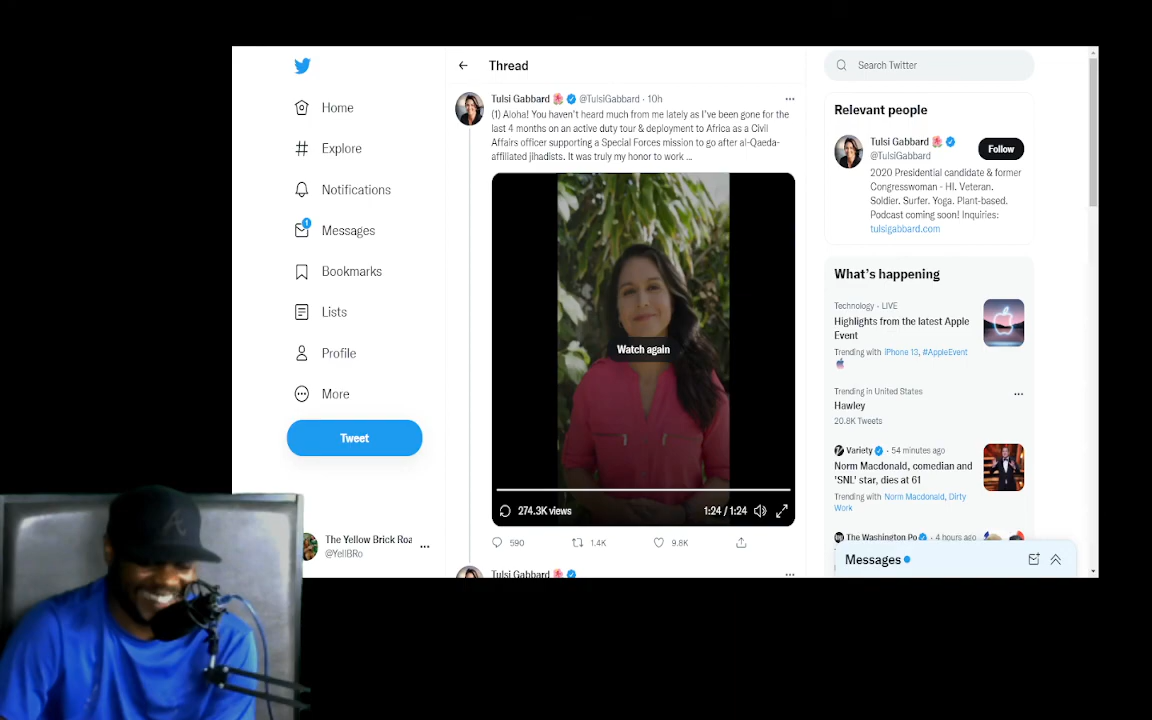 Thread
Search Twitter
Home
Explore
Notifications
1
Messages
Bookmarks
Lists
Profile
More
Tweet
The Yellow Brick Roa
@YellBRo
Tulsi Gabbard @TulsiGabbard · 10h
(1) Aloha! You haven't heard much from me lately as I've been gone for the
last 4 months on an active duty tour & deployment to Africa as a Civil
Affairs officer supporting a Special Forces mission to go after al-Qaeda-
affiliated jihadists. It was truly my honor to work ...
Watch again
274.3K views
1:24 / 1:24
590 1.4K 9.8K
Tulsi Gabbard
Relevant people
Tulsi Gabbard
@TulsiGabbard
Follow
2020 Presidential candidate & former
Congresswoman - HI. Veteran.
Soldier. Surfer. Yoga. Plant-based.
Podcast coming soon! Inquiries:
tulsigabbard.com
What's happening
Technology · LIVE
Highlights from the latest Apple
Event
Trending with iPhone 13, #AppleEvent
Trending in United States
Hawley
20.8K Tweets
Variety · 54 minutes ago
Norm Macdonald, comedian and
'SNL' star, dies at 61
Trending with Norm Macdonald, Dirty
Work
The Washington Po · 4 hours ago
Messages
A